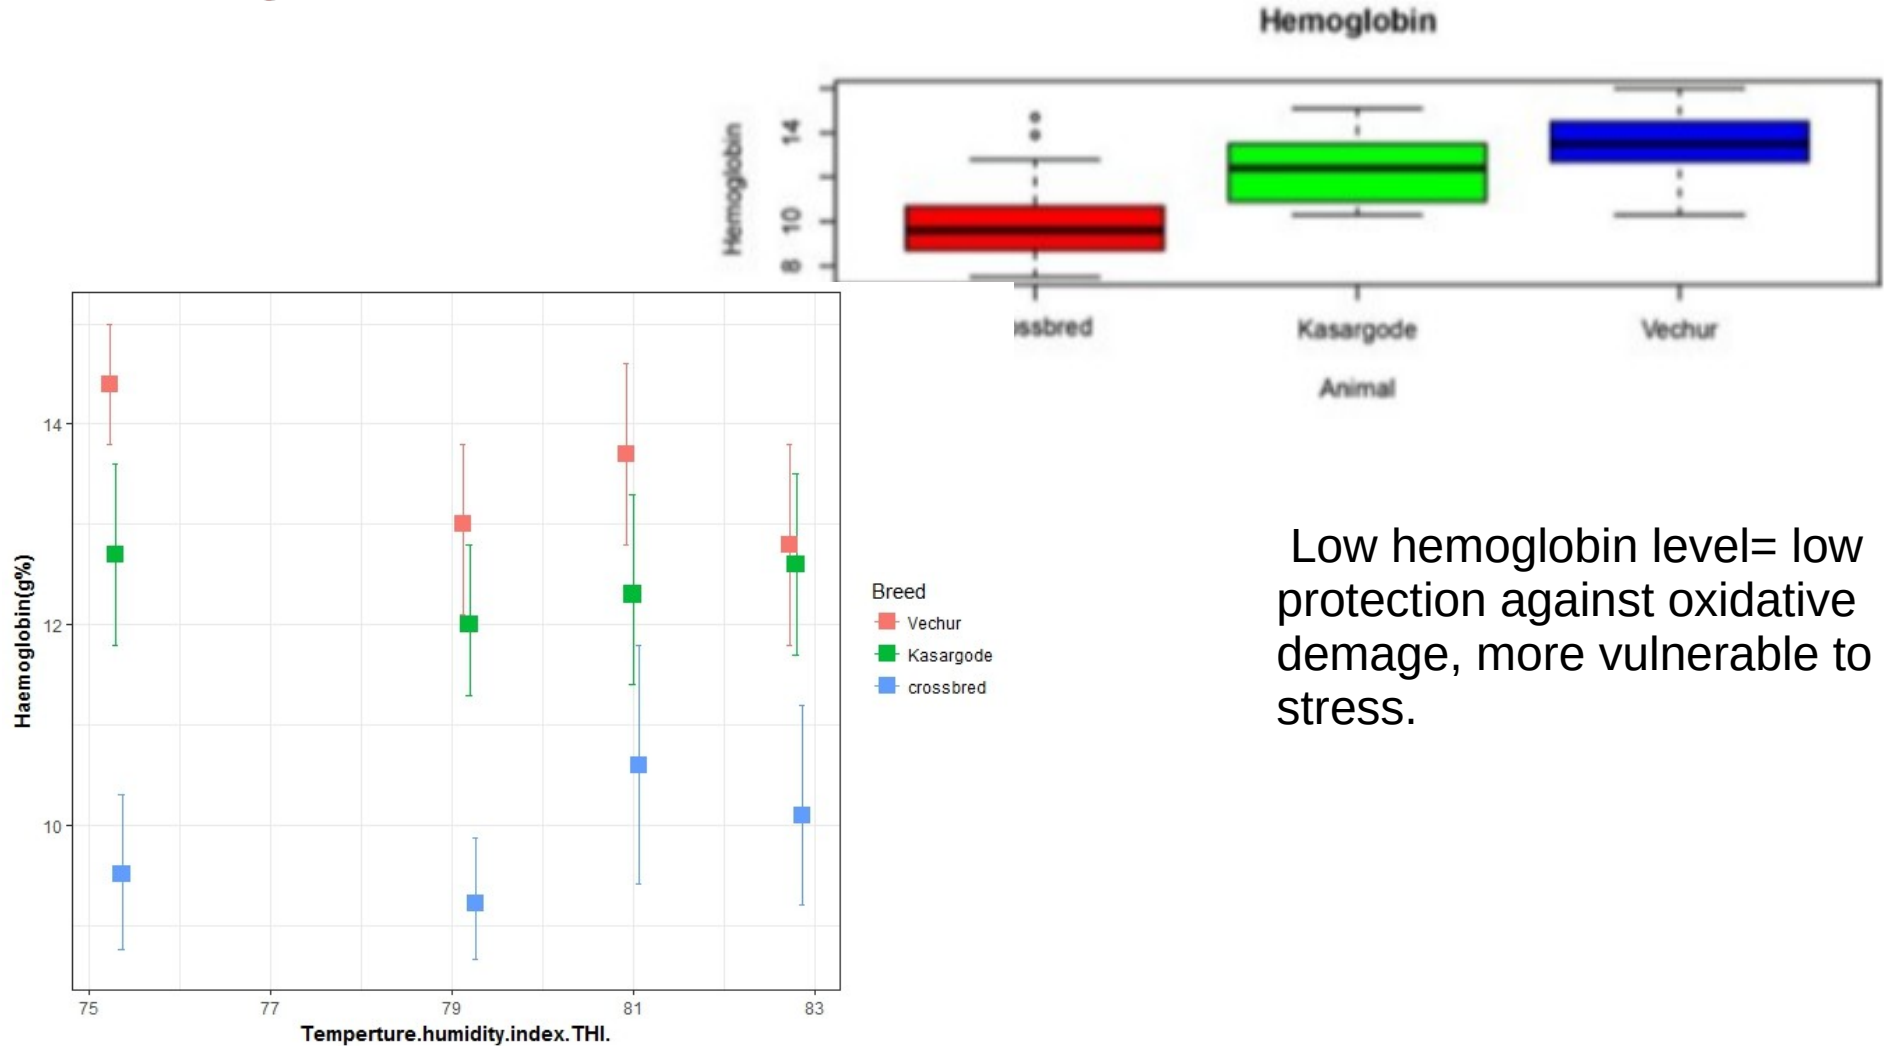 Hemoglobin
Hemoglobin
14
10
8
ossbred
Kasargode
Vechur
Animal
Haemoglobin(g%)
14
12
10
75
77
79
81
83
Temperture.humidity.index.THI.
Breed
Vechur
Kasargode
crossbred
Low hemoglobin level= low
protection against oxidative
demage, more vulnerable to
stress.